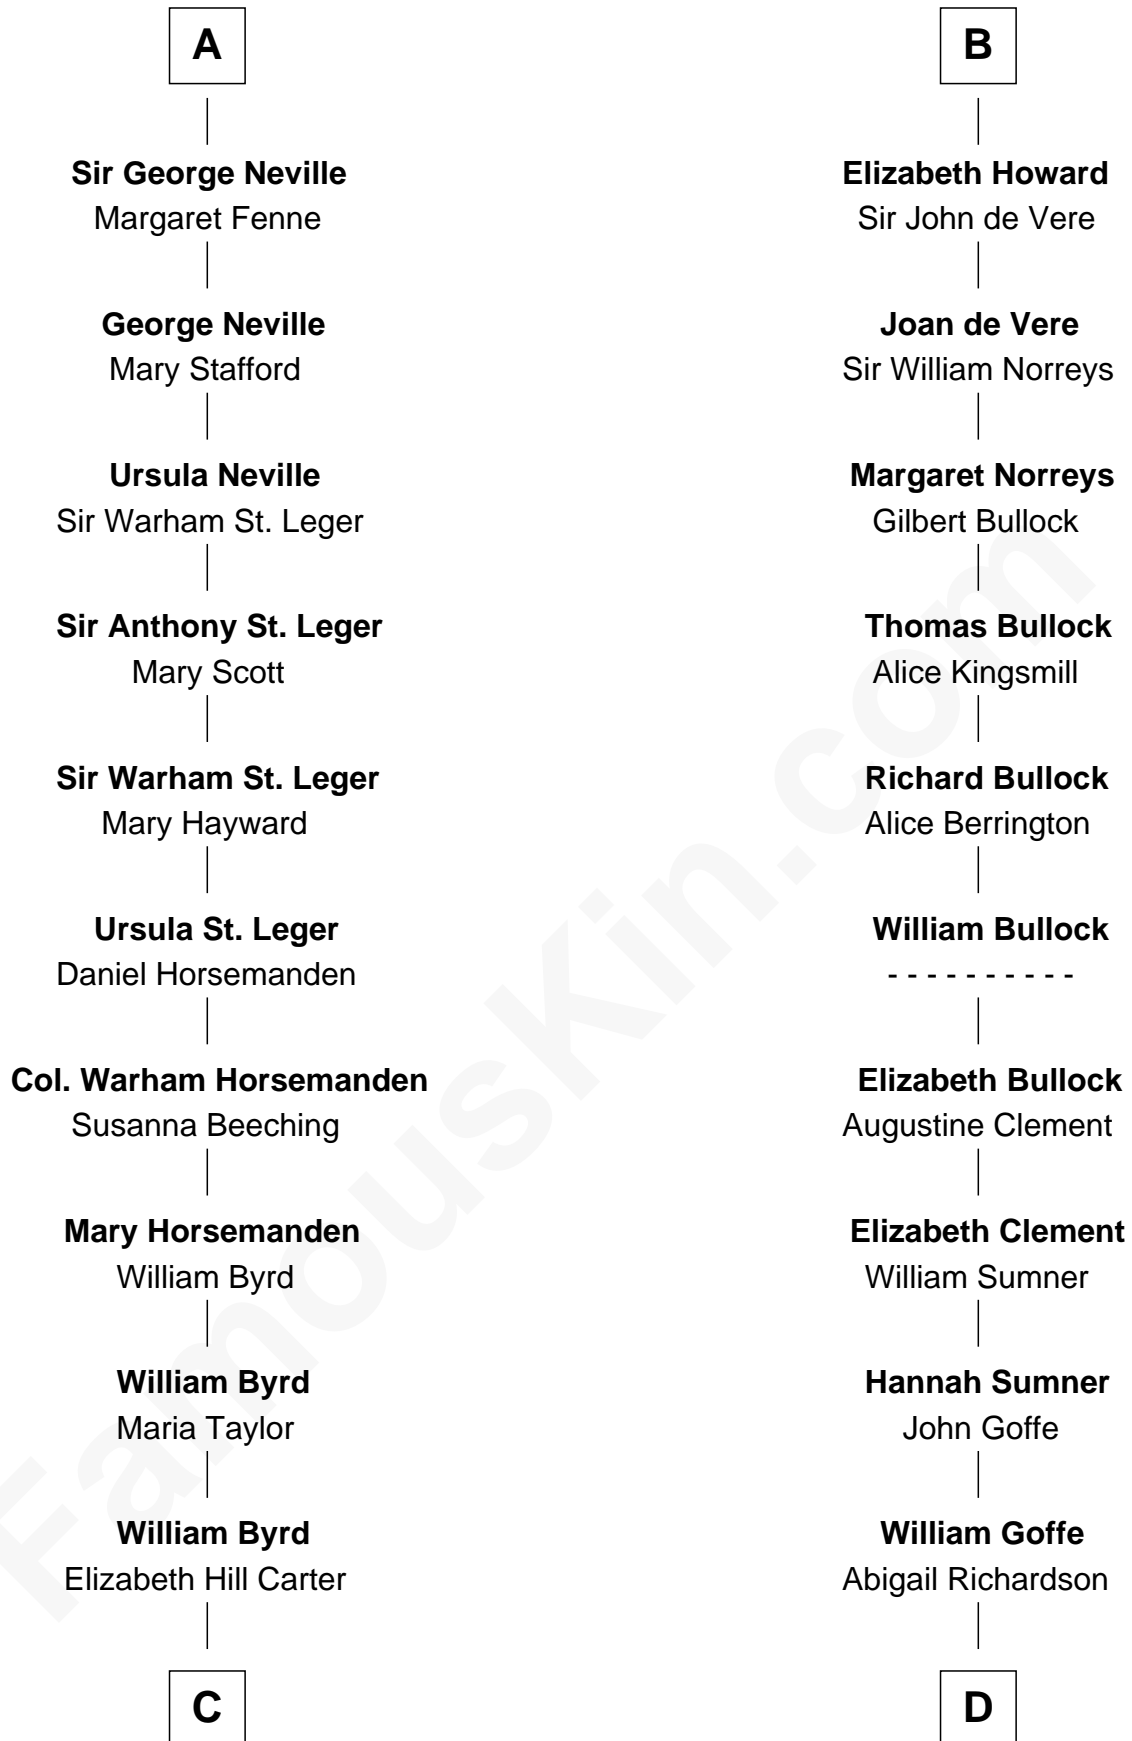 A
Sir George Neville
Margaret Fenne
George Neville
Mary Stafford
Ursula Neville
Sir Warham St. Leger
Sir Anthony St. Leger
Mary Scott
Sir Warham St. Leger
Mary Hayward
Ursula St. Leger
Daniel Horsemanden
Col. Warham Horsemanden
Susanna Beeching
Mary Horsemanden
William Byrd
William Byrd
Maria Taylor
William Byrd
Elizabeth Hill Carter
C
B
Elizabeth Howard
Sir John de Vere
Joan de Vere
Sir William Norreys
Margaret Norreys
Gilbert Bullock
Thomas Bullock
Alice Kingsmill
Richard Bullock
Alice Berrington
William Bullock
- - - - - - - - - -
Elizabeth Bullock
Augustine Clement
Elizabeth Clement
William Sumner
Hannah Sumner
John Goffe
William Goffe
Abigail Richardson
D
FamousKin.com